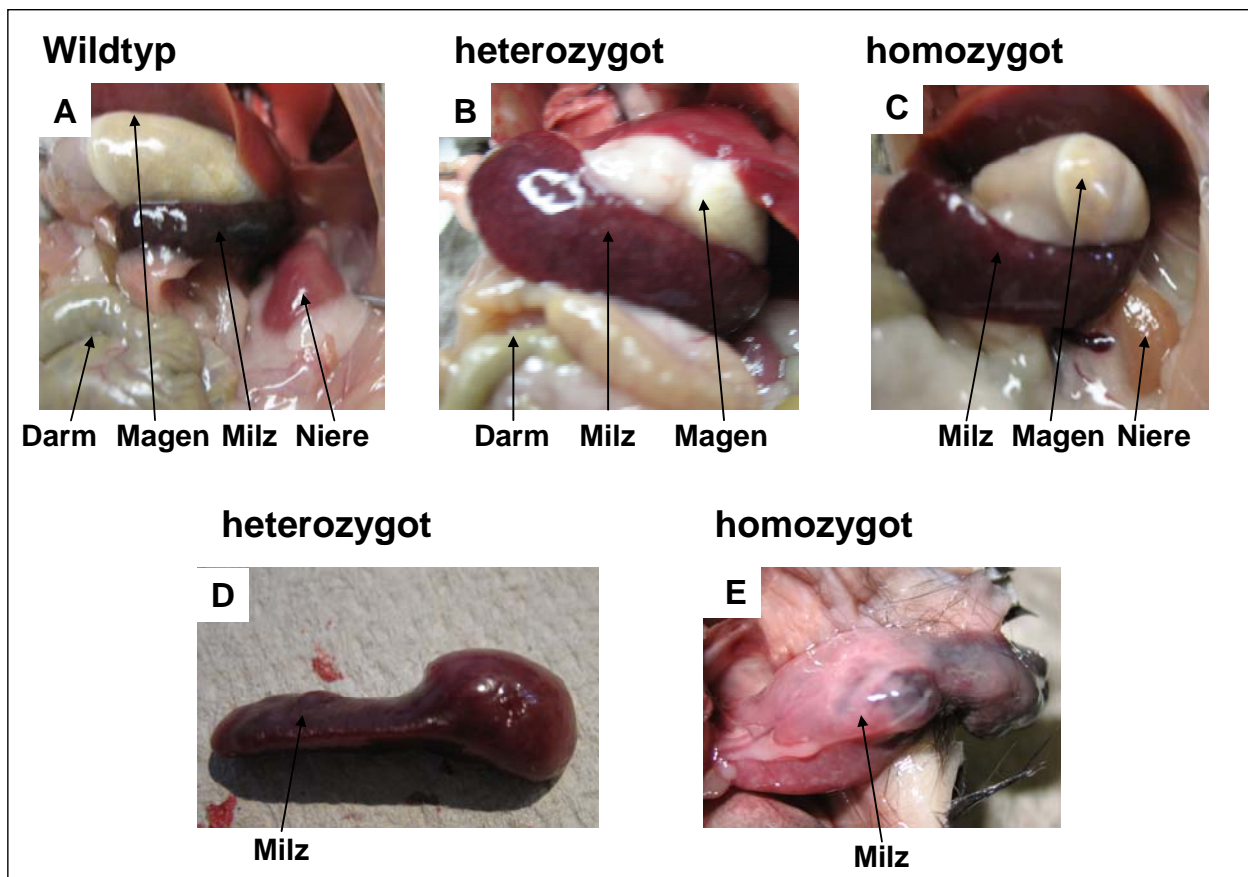 Wildtyp heterozygot homozygot
A B C
Darm Magen Milz Niere Darm Milz Magen Milz Magen Niere
heterozygot homozygot
D E
Milz Milz